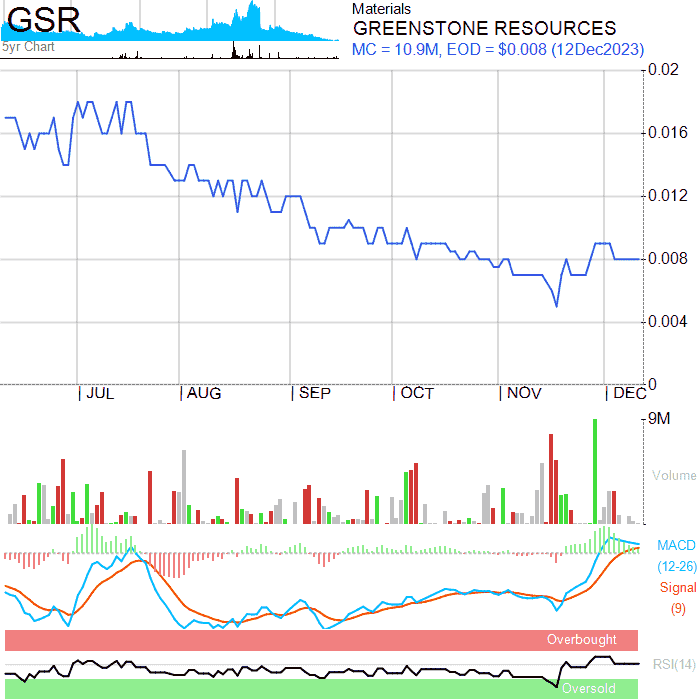 GSR
5yr Chart
Materials
GREENSTONE RESOURCES
MC = 10.9M, EOD = $0.008 (12Dec2023)
0.02
0.016
0.012
0.008
0.004
0
JUL AUG SEP OCT NOV DEC
9M
Volume
MACD
(12-26)
Signal
(9)
Overbought
RSI(14)
Oversold